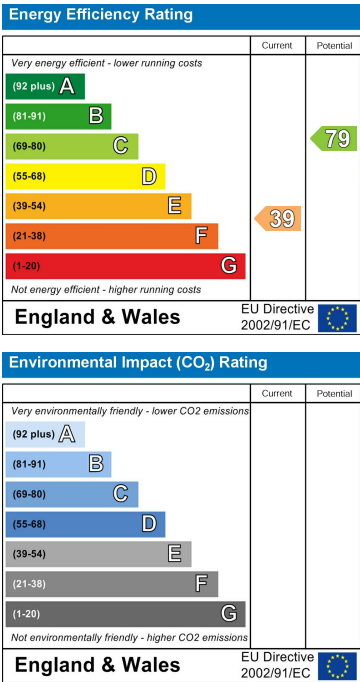 Energy Efficiency Rating
Current Potential
Very energy efficient - lower running costs
(92 plus) A
(81-91) B
(69-80) C
79
(55-68) D
(39-54) E
39
(21-38) F
(1-20) G
Not energy efficient - higher running costs
England & Wales
EU Directive
2002/91/EC
Environmental Impact (CO₂) Rating
Current Potential
Very environmentally friendly - lower CO2 emissions
(92 plus) A
(81-91) B
(69-80) C
(55-68) D
(39-54) E
(21-38) F
(1-20) G
Not environmentally friendly - higher CO2 emissions
England & Wales
EU Directive
2002/91/EC